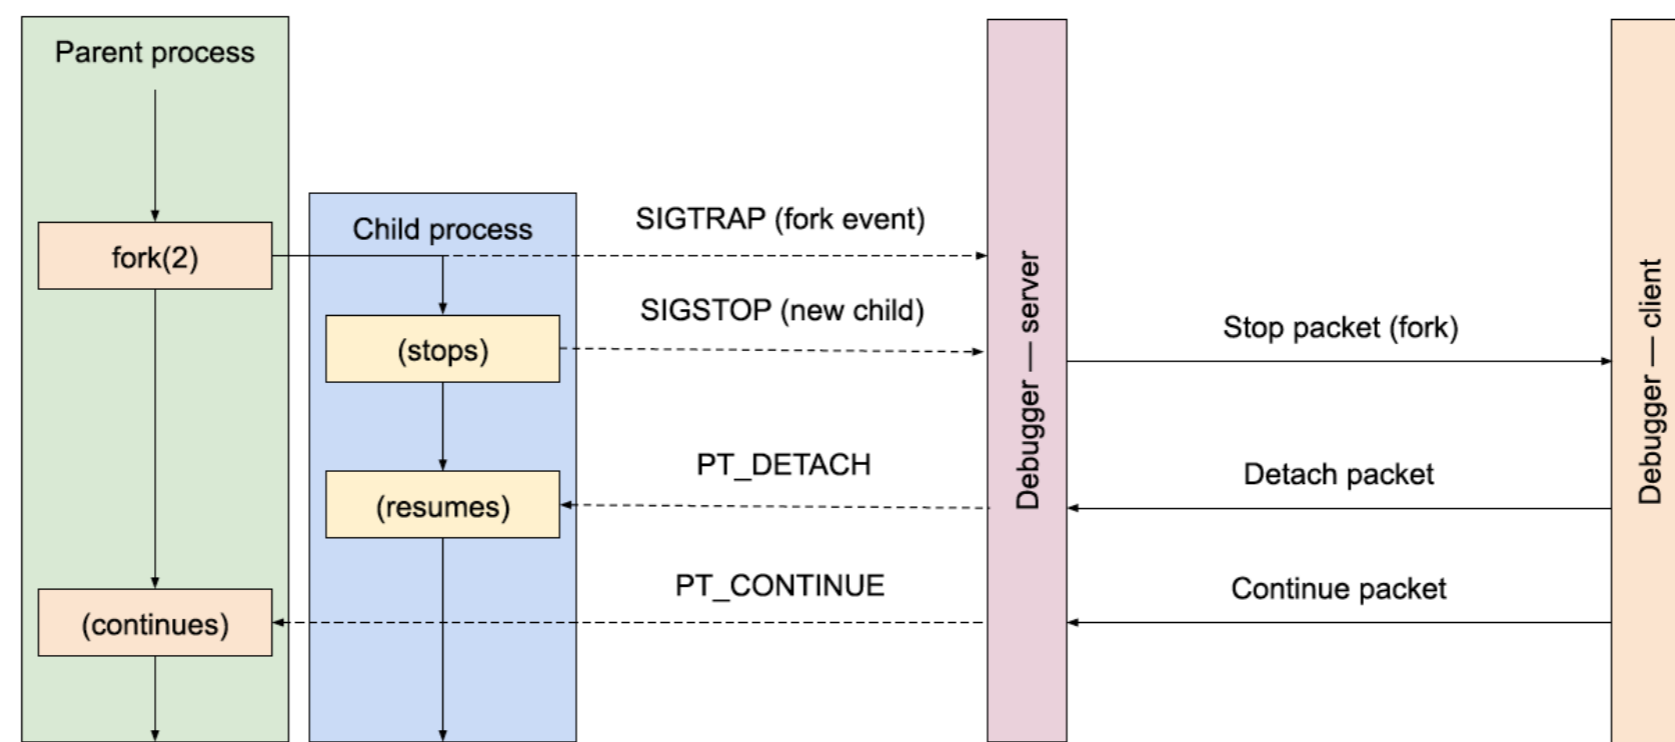 Parent process
fork(2)
Child process
SIGTRAP (fork event)
(stops)
SIGSTOP (new child)
Stop packet (fork)
(resumes)
PT_DETACH
Detach packet
(continues)
PT_CONTINUE
Continue packet
Debugger — server
Debugger — client